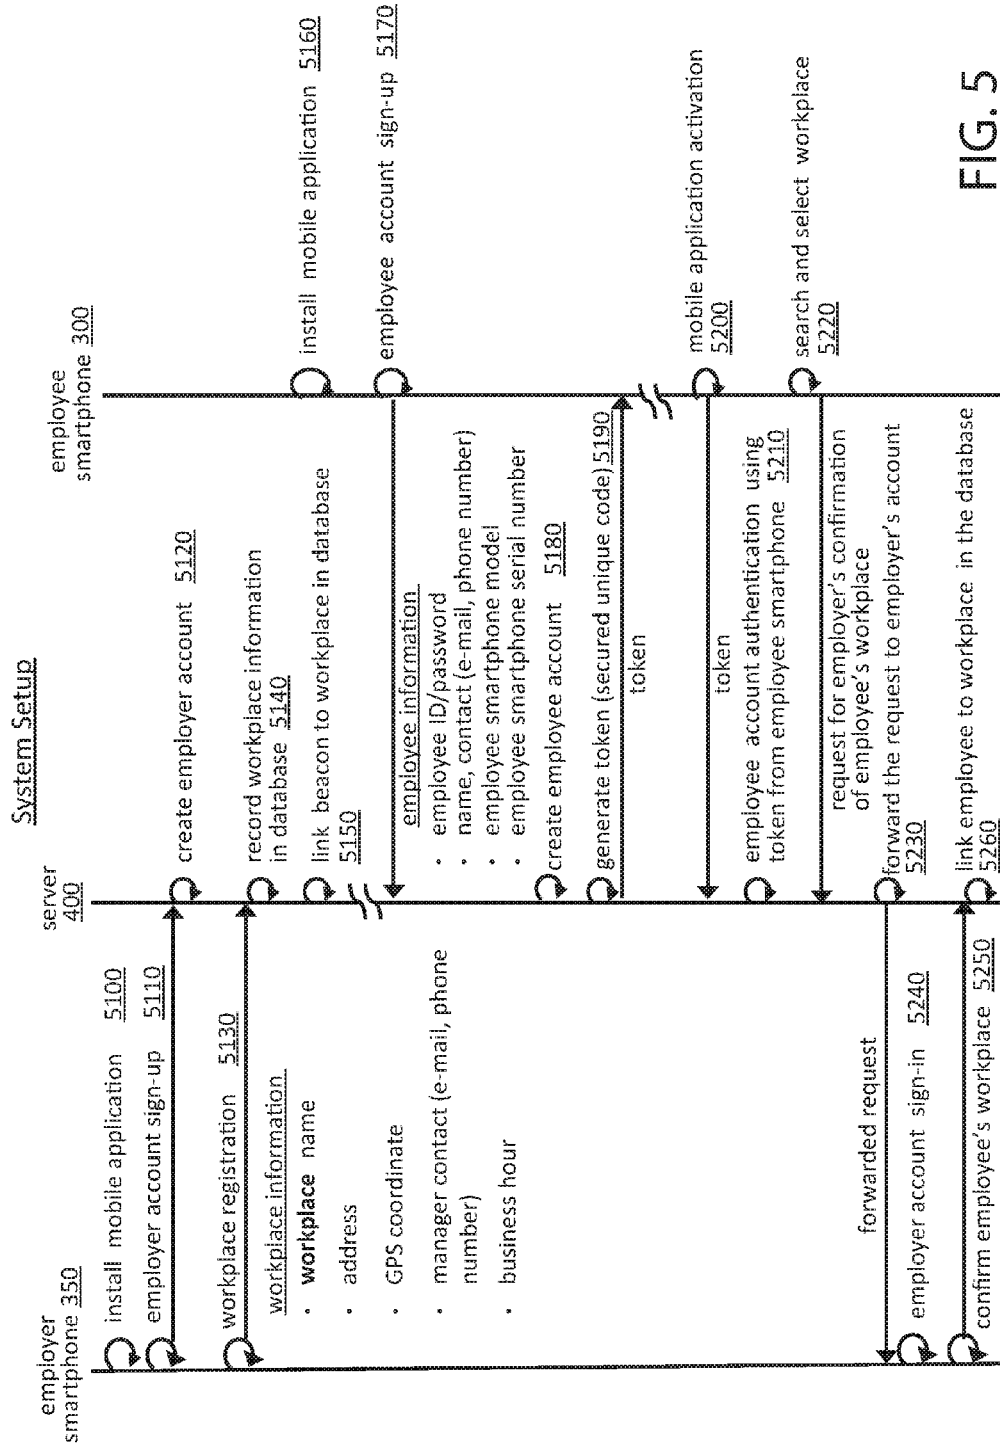 System Setup
employer
smartphone 350
server
400
employee
smartphone 300
install mobile application 5100
employer account sign-up 5110
create employer account 5120
workplace registration 5130
workplace information
· workplace name
· address
· GPS coordinate
· manager contact (e-mail, phone
number)
· business hour
record workplace information
in database 5140
link beacon to workplace in database
5150
install mobile application 5160
employee account sign-up 5170
employee information
· employee ID/password
· name, contact (e-mail, phone number)
· employee smartphone model
· employee smartphone serial number
create employee account 5180
generate token (secured unique code) 5190
token
mobile application activation
5200
token
employee account authentication using
token from employee smartphone 5210
search and select workplace
5220
request for employer's confirmation
of employee's workplace
forward the request to employer's account
5230
forwarded request
employer account sign-in 5240
confirm employee's workplace 5250
link employee to workplace in the database
5260
FIG. 5